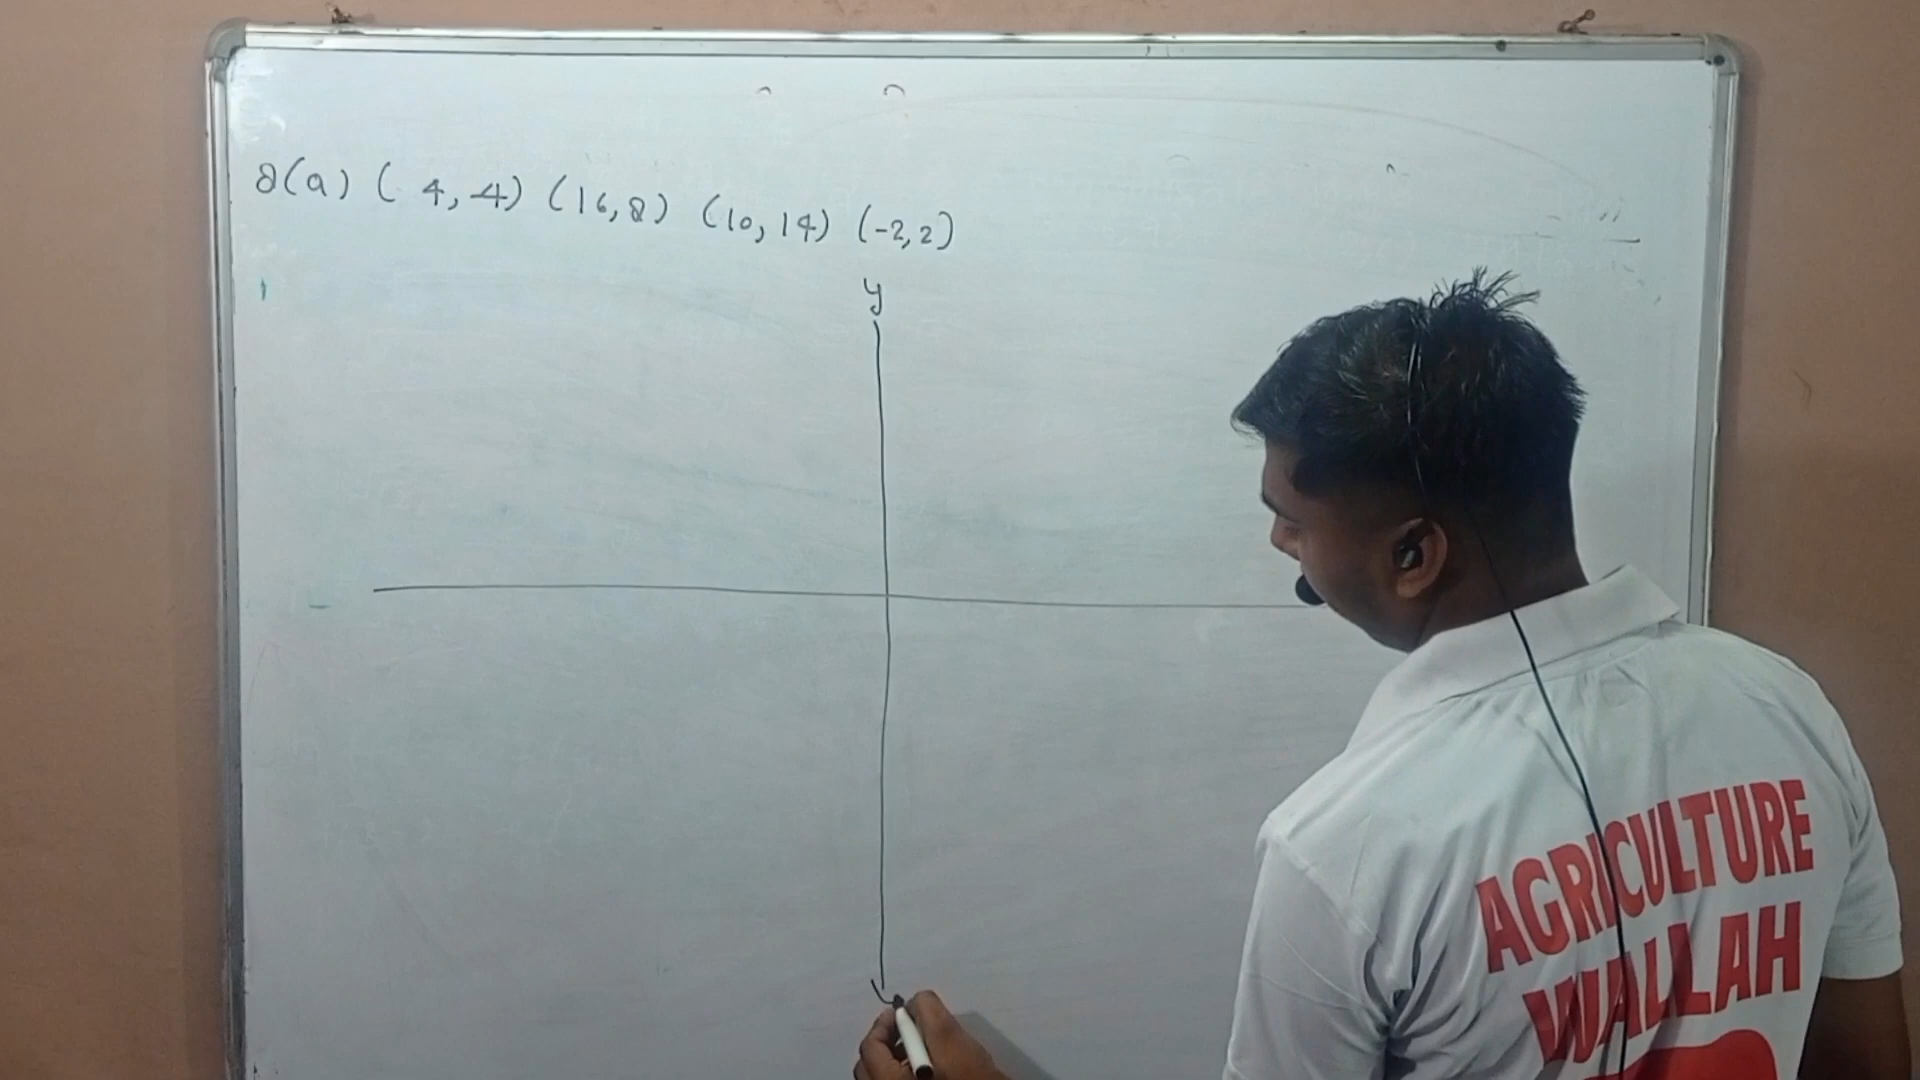 8(a) (4, -4) (16, 8) (10, 14) (-2, 2)
y
AGRICULTURE
WALLAH